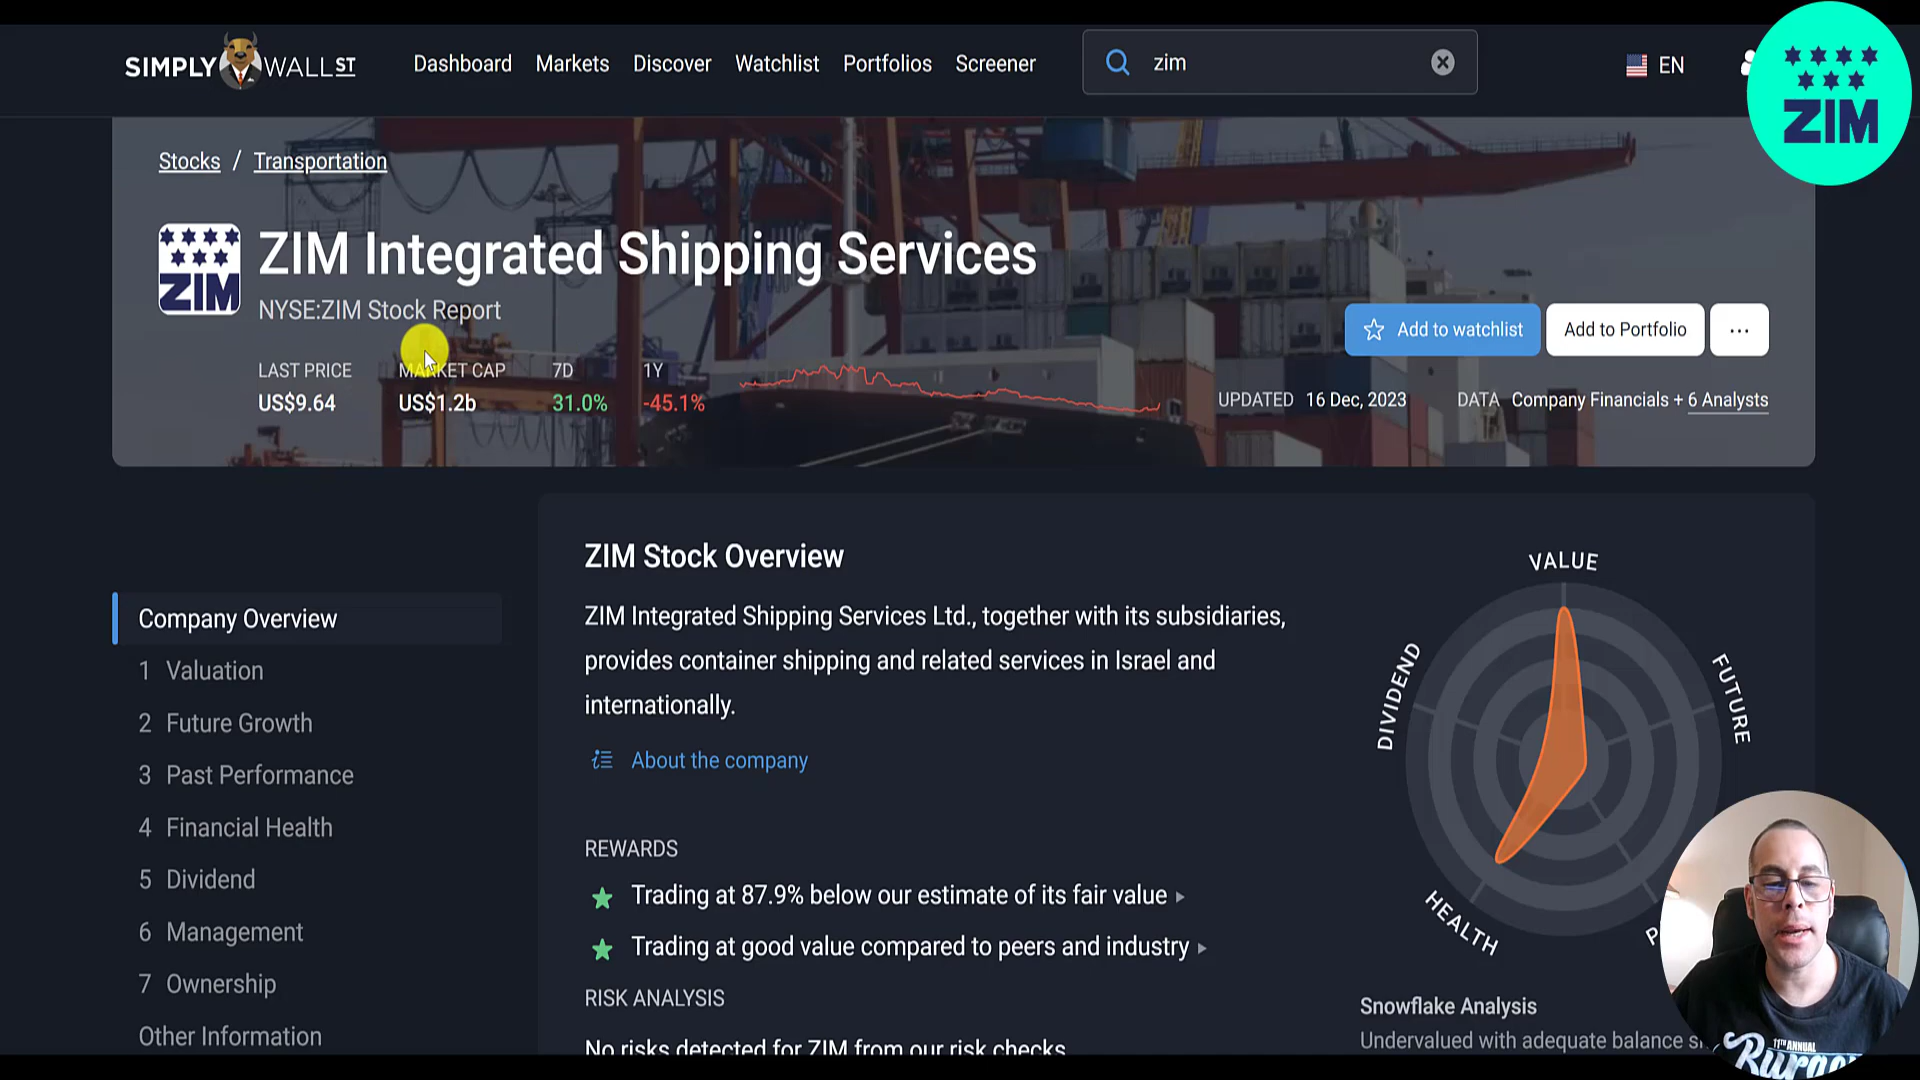 SIMPLY WALL ST
Dashboard Markets Discover Watchlist Portfolios Screener
zim
EN
ZIM
Stocks / Transportation
ZIM
ZIM Integrated Shipping Services
NYSE:ZIM Stock Report
Add to watchlist
Add to Portfolio
...
LAST PRICE MARKET CAP 7D 1Y
US$9.64 US$1.2b 31.0% -45.1%
UPDATED 16 Dec, 2023 DATA Company Financials + 6 Analysts
Company Overview
1 Valuation
2 Future Growth
3 Past Performance
4 Financial Health
5 Dividend
6 Management
7 Ownership
Other Information
ZIM Stock Overview
ZIM Integrated Shipping Services Ltd., together with its subsidiaries,
provides container shipping and related services in Israel and
internationally.
About the company
REWARDS
Trading at 87.9% below our estimate of its fair value
Trading at good value compared to peers and industry
RISK ANALYSIS
No risks detected for ZIM from our risk checks
VALUE
FUTURE
P
HEALTH
DIVIDEND
Snowflake Analysis
Undervalued with adequate balance
11TH ANNUAL